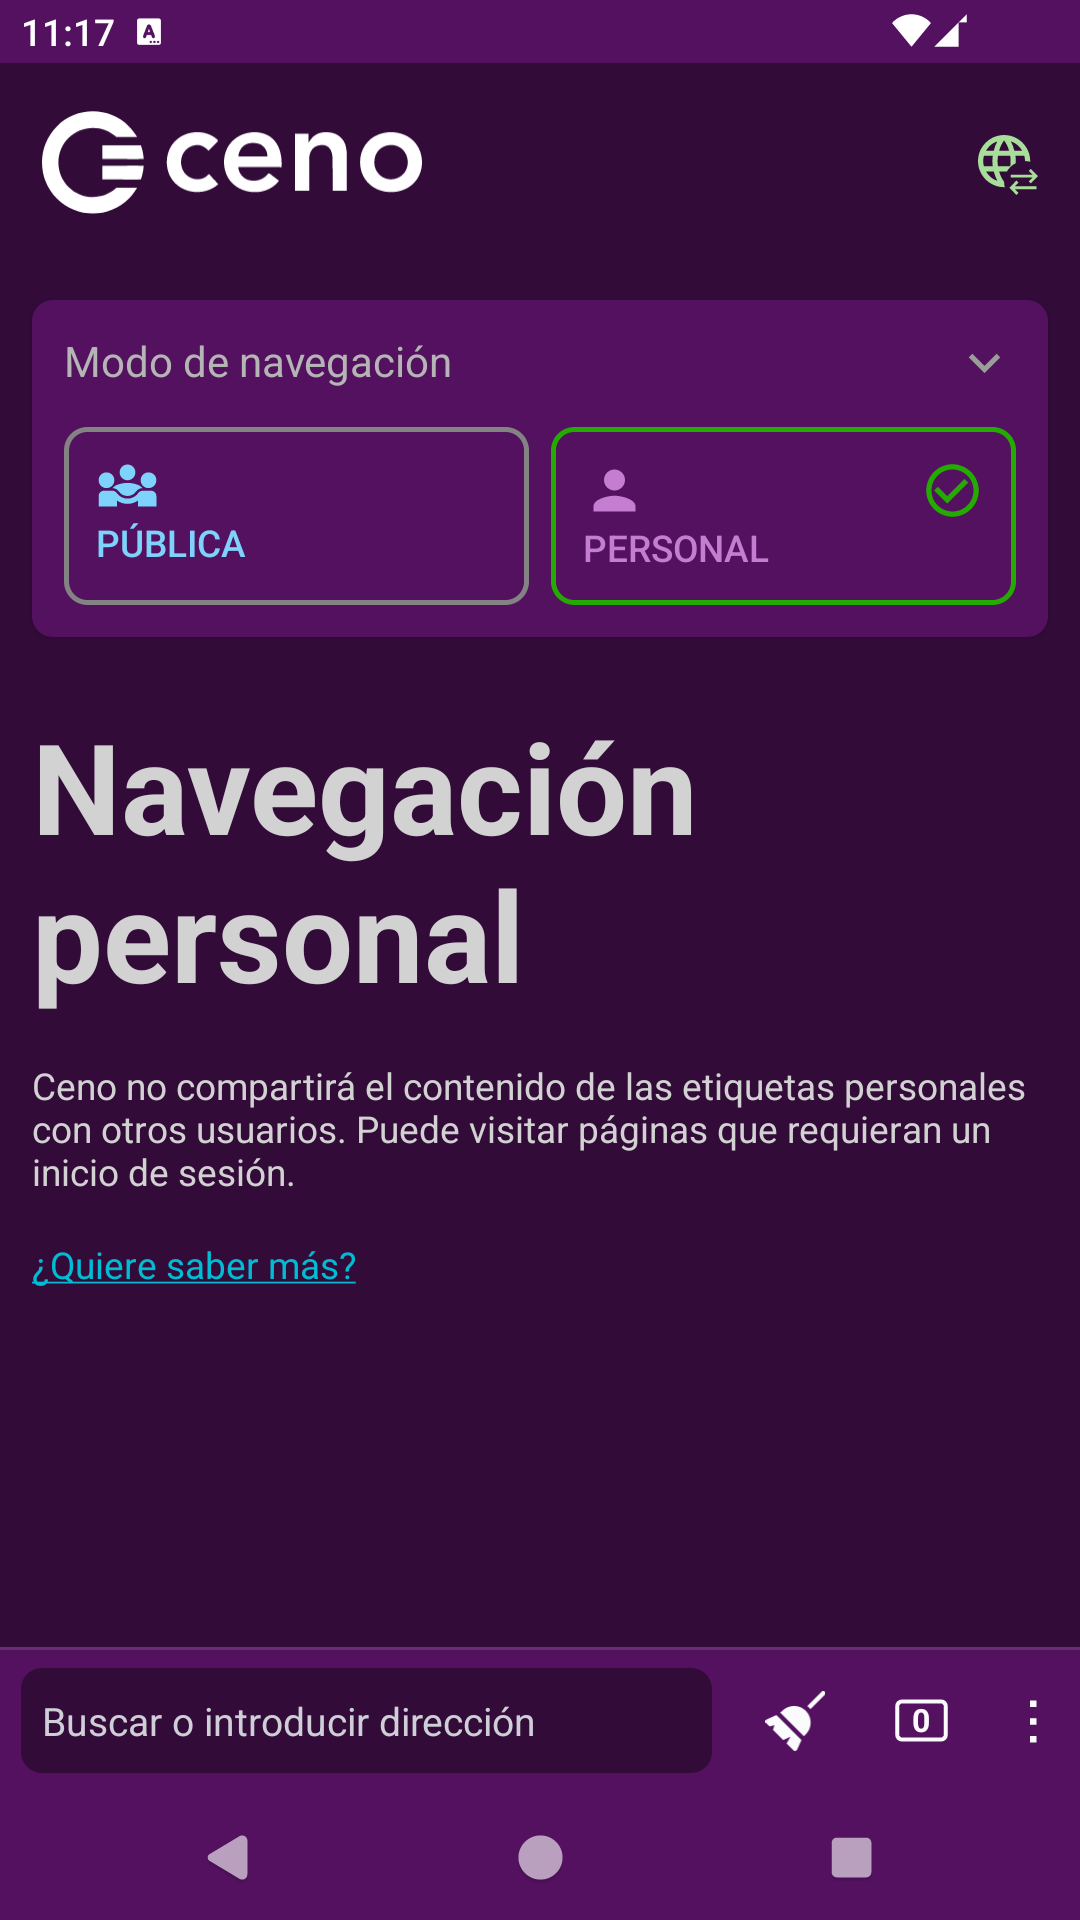 11:17
ceno
Modo de navegación
PÚBLICA
PERSONAL
Navegación
personal
Ceno no compartirá el contenido de las etiquetas personales
con otros usuarios. Puede visitar páginas que requieran un
inicio de sesión.
¿Quiere saber más?
Buscar o introducir dirección
0